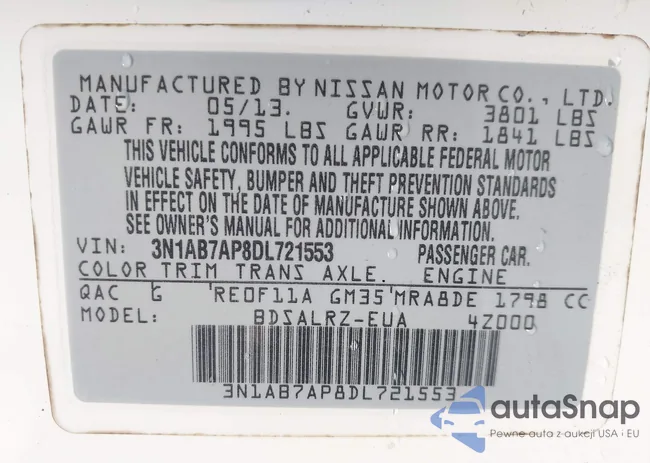 MANUFACTURED BY NISSAN MOTOR CO., LTD.
DATE: 05/13. GVWR: 3801 LBS
GAWR FR: 1995 LBS GAWR RR: 1841 LBS
THIS VEHICLE CONFORMS TO ALL APPLICABLE FEDERAL MOTOR
VEHICLE SAFETY, BUMPER AND THEFT PREVENTION STANDARDS
IN EFFECT ON THE DATE OF MANUFACTURE SHOWN ABOVE.
SEE OWNER'S MANUAL FOR ADDITIONAL INFORMATION.
VIN: 3N1AB7AP8DL721553 PASSENGER CAR.
COLOR TRIM TRANS AXLE. ENGINE
QAC G RE0F11A GM35 MRA8DE 1798 CC
MODEL: BDSALRZ-EUA 4Z000
3N1AB7AP8DL721553
autaSnap
Pewne auta z aukcji USA i EU